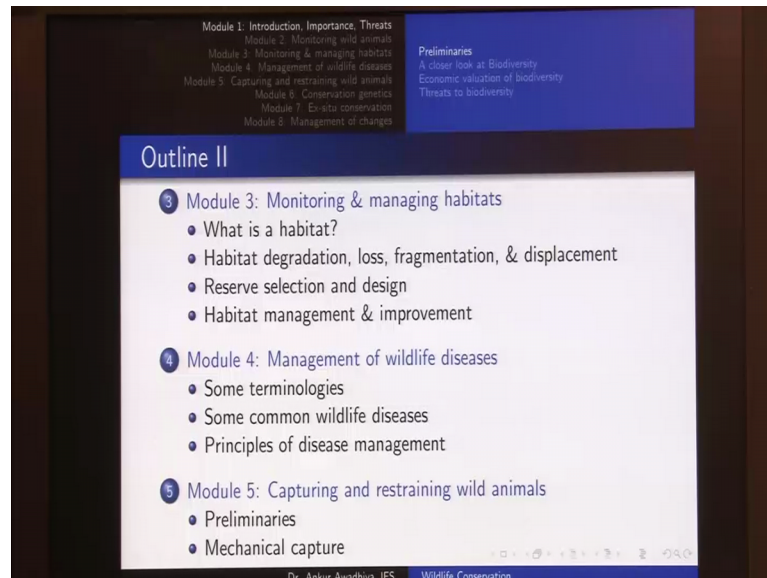 Module 1: Introduction, Importance, Threats
Module 2: Monitoring wild animals
Module 3: Monitoring & managing habitats
Module 4: Management of wildlife diseases
Module 5: Capturing and restraining wild animals
Module 6: Conservation genetics
Module 7: Ex-situ conservation
Module 8: Management of changes
Preliminaries
A closer look at Biodiversity
Economic valuation of biodiversity
Threats to biodiversity
Outline II
3 Module 3: Monitoring & managing habitats
What is a habitat?
Habitat degradation, loss, fragmentation, & displacement
Reserve selection and design
Habitat management & improvement
4 Module 4: Management of wildlife diseases
Some terminologies
Some common wildlife diseases
Principles of disease management
5 Module 5: Capturing and restraining wild animals
Preliminaries
Mechanical capture
Dr. Ankur Awadhiya, IFS Wildlife Conservation